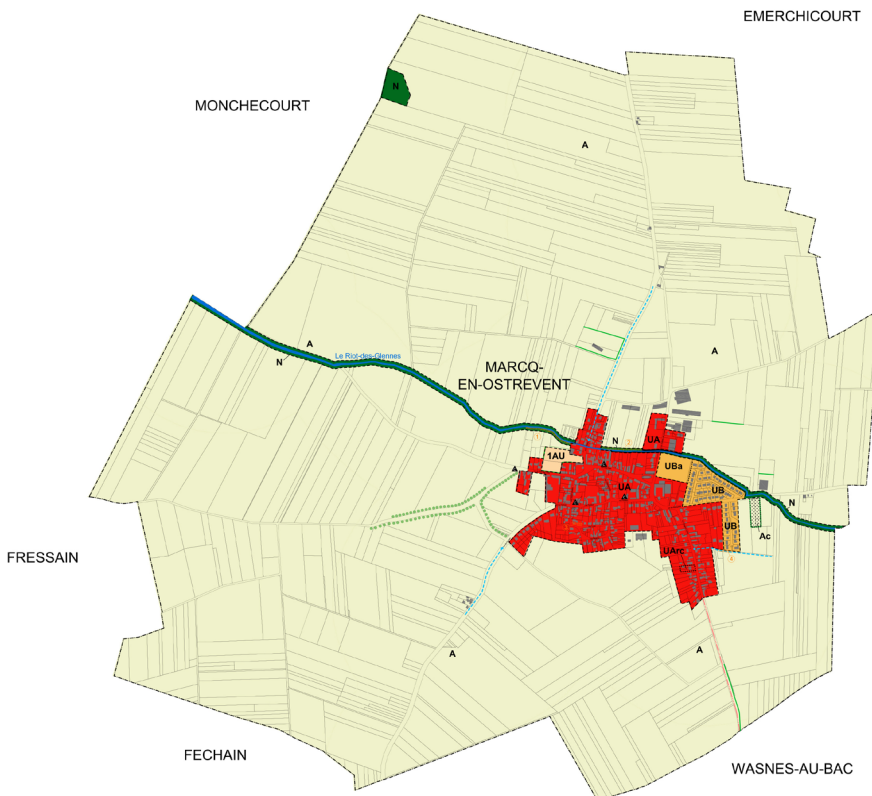 EMERCHICOURT
MONCHECOURT
N
A
A
Le Riot-des-Glennes
N
A
MARCQ-
EN-OSTREVENT
N
UA
1AU
UBa
UA
UB
N
UB
Ac
UArc
FRESSAIN
A
A
FECHAIN
WASNES-AU-BAC